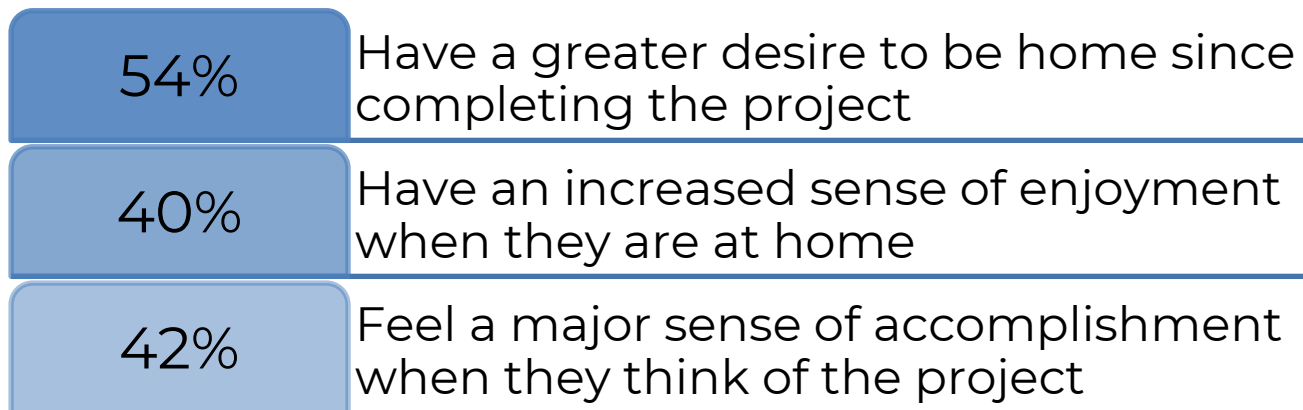 54%
Have a greater desire to be home since
completing the project
40%
Have an increased sense of enjoyment
when they are at home
42%
Feel a major sense of accomplishment
when they think of the project